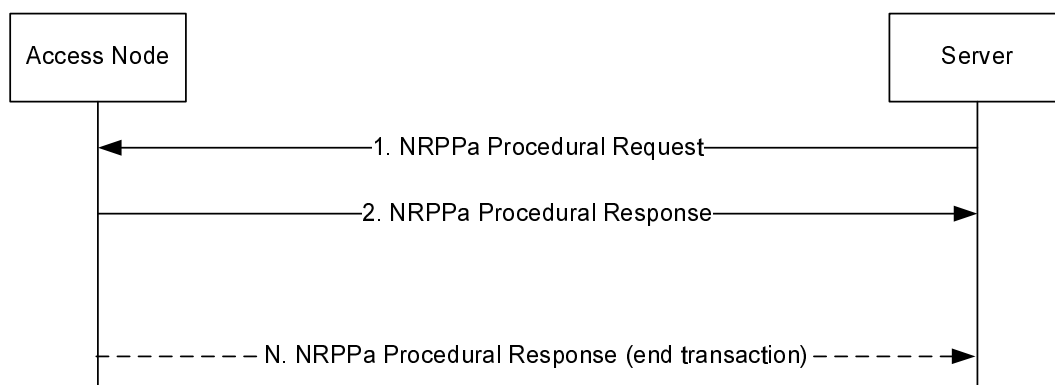 Access Node
Server
1. NRPPa Procedural Request
2. NRPPa Procedural Response
N. NRPPa Procedural Response (end transaction)